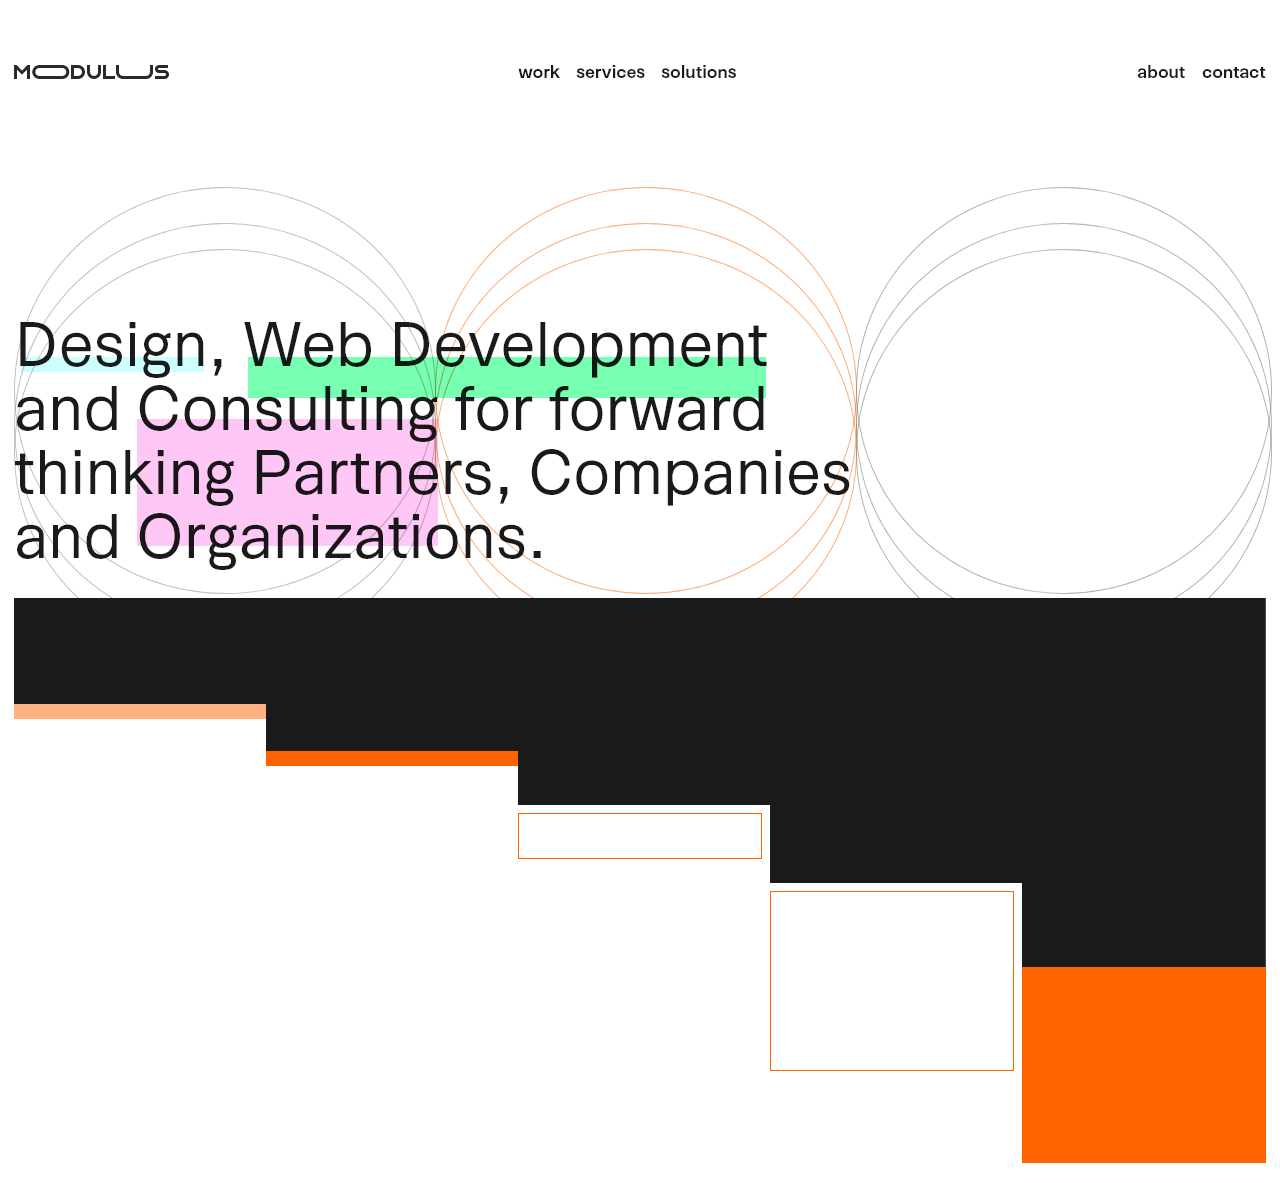 MODULUS
work services solutions
about contact
Design, Web Development
and Consulting for forward
thinking Partners, Companies
and Organizations.